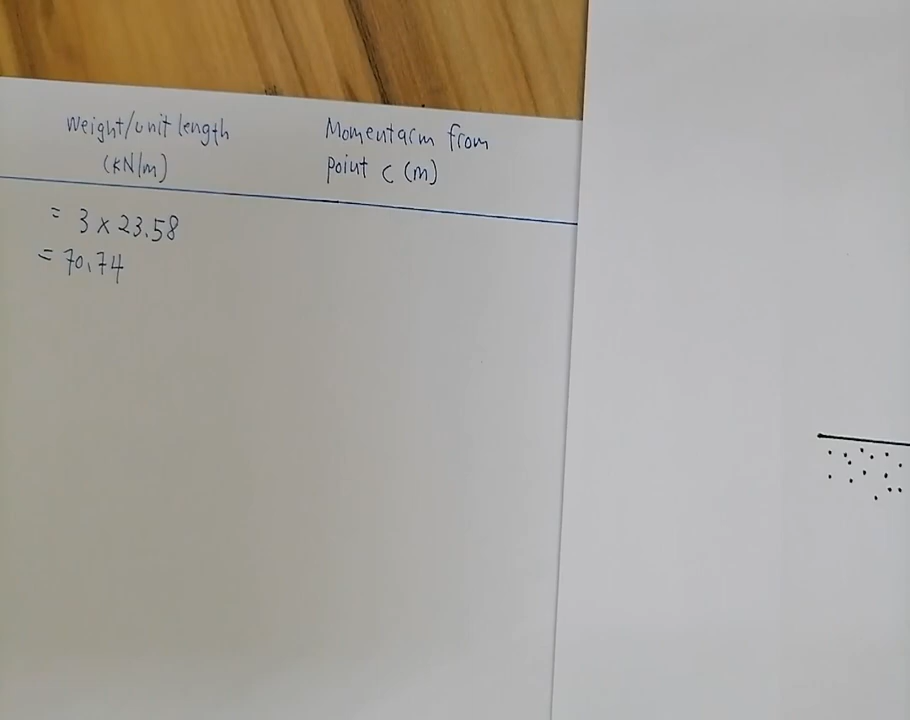 Weight/unit length
(kN/m)
Momentarm from
point C (m)
= 3 × 23.58
= 70.74